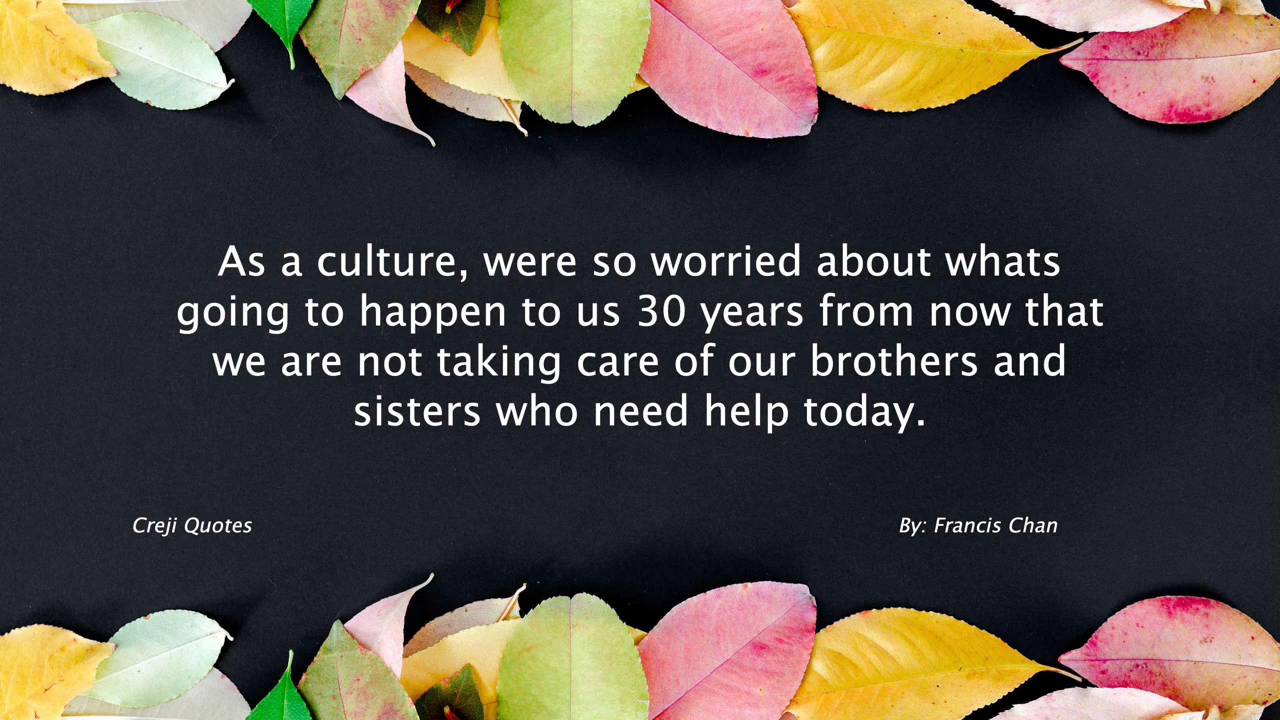 As a culture, were so worried about whats
going to happen to us 30 years from now that
we are not taking care of our brothers and
sisters who need help today.
Creji Quotes
By: Francis Chan